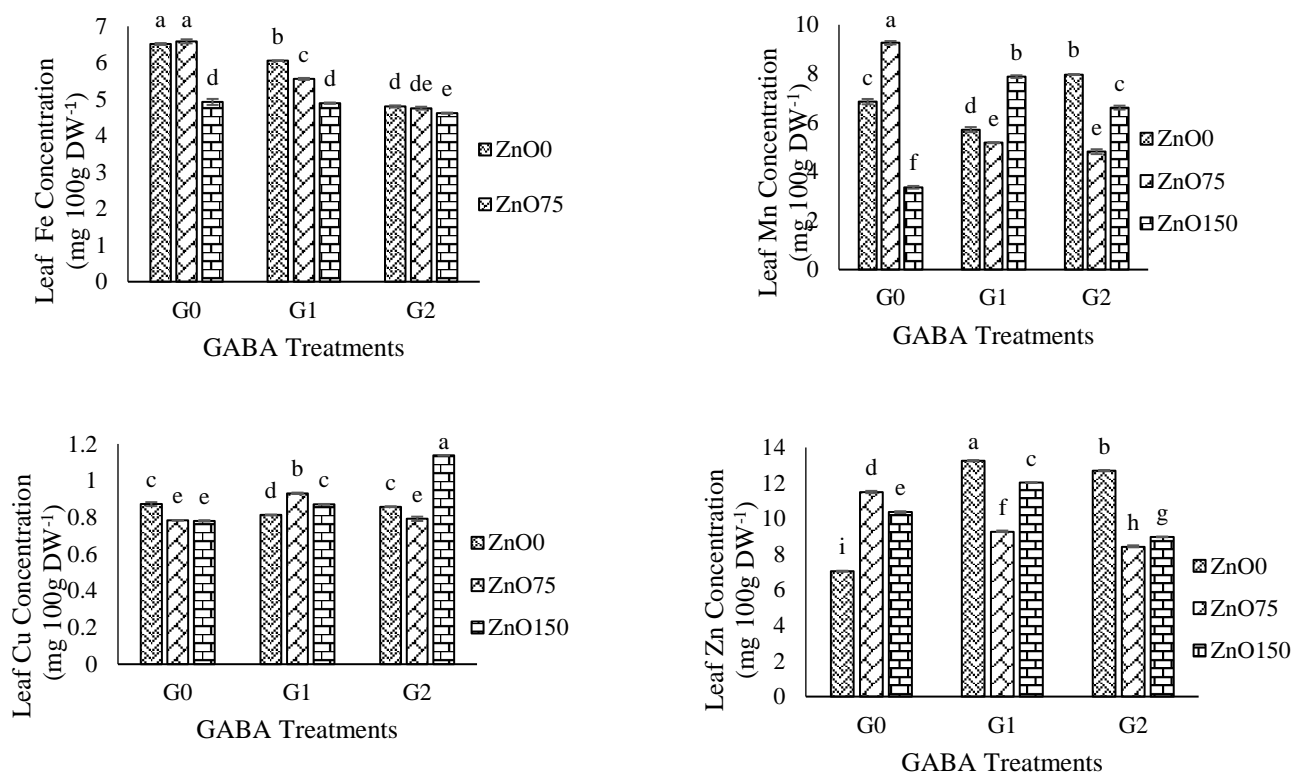 Leaf Fe Concentration
(mg 100g DW-1)
7
6
5
4
3
2
1
0
a a d
b c d
d de e
G0 G1 G2
GABA Treatments
ZnO0
ZnO75
Leaf Mn Concentration
(mg 100g DW-1)
10
8
6
4
2
0
c a f
d e b
b e c
G0 G1 G2
GABA Treatments
ZnO0
ZnO75
ZnO150
Leaf Cu Concentration
(mg 100g DW-1)
1.2
1
0.8
0.6
0.4
0.2
0
c e e
d b c
c e a
G0 G1 G2
GABA Treatments
ZnO0
ZnO75
ZnO150
Leaf Zn Concentration
(mg 100g DW-1)
14
12
10
8
6
4
2
0
i d e
a f c
b h g
G0 G1 G2
GABA Treatments
ZnO0
ZnO75
ZnO150